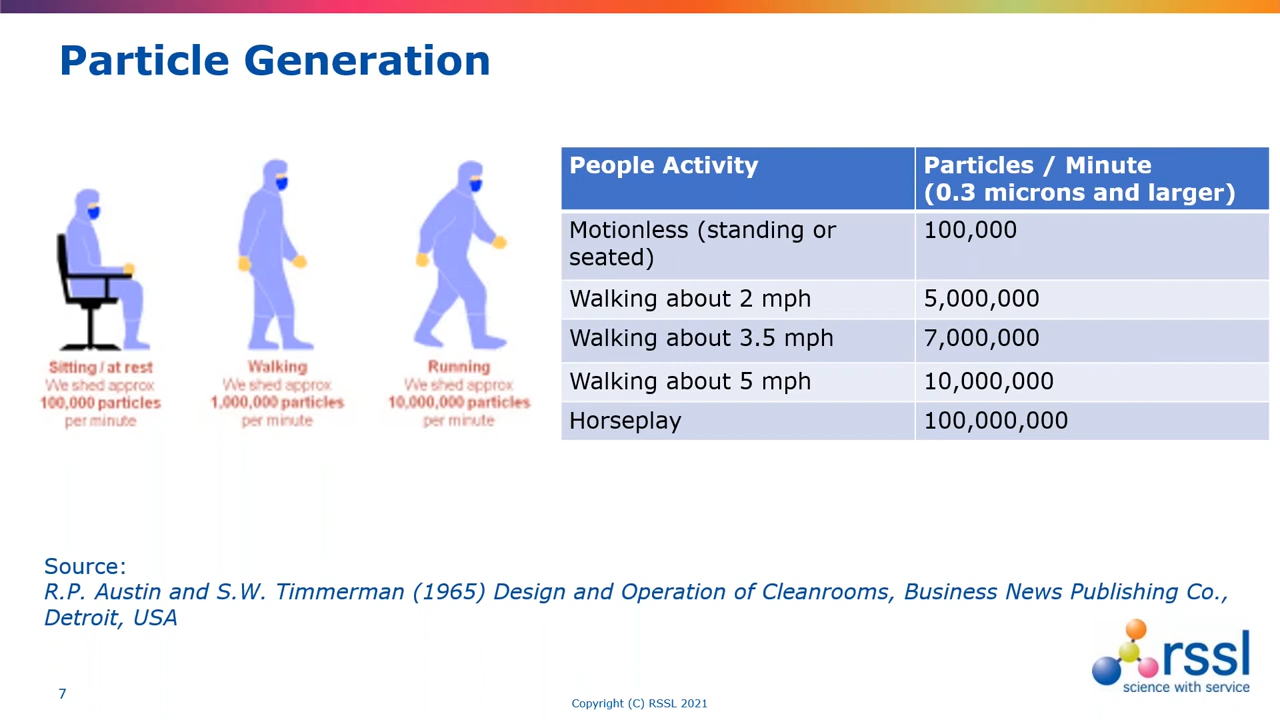 Particle Generation
Sitting / at rest
We shed approx
100,000 particles
per minute
Walking
We shed approx
1,000,000 particles
per minute
Running
We shed approx
10,000,000 particles
per minute
People Activity
Particles / Minute
(0.3 microns and larger)
Motionless (standing or
seated)
100,000
Walking about 2 mph
5,000,000
Walking about 3.5 mph
7,000,000
Walking about 5 mph
10,000,000
Horseplay
100,000,000
Source:
R.P. Austin and S.W. Timmerman (1965) Design and Operation of Cleanrooms, Business News Publishing Co.,
Detroit, USA
rssl
science with service
7
Copyright (C) RSSL 2021